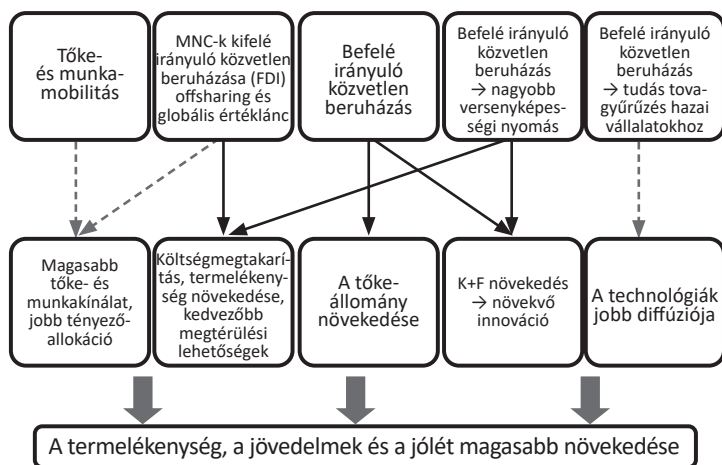 Tőke-
és munka-
mobilitás
MNC-k kifelé
irányuló közvetlen
beruházása (FDI)
offsharing és
globális értéklánc
Befelé
irányuló
közvetlen
beruházás
Befelé irányuló
közvetlen
beruházás
→ nagyobb
versenyképes-
ségi nyomás
Befelé irányuló
közvetlen
beruházás
→ tudás tova-
gyűrűzés hazai
vállalatokhoz
Magasabb
tőke- és
munkakínálat,
jobb tényező-
allokáció
Költségmegtakarí-
tás, termelékeny-
ség növekedése,
kedvezőbb
megtérülési
lehetőségek
A tőke-
állomány
növekedése
K+F növekedés
→ növekvő
innováció
A technológiák
jobb diffúziója
A termelékenység, a jövedelmek és a jólét magasabb növekedése